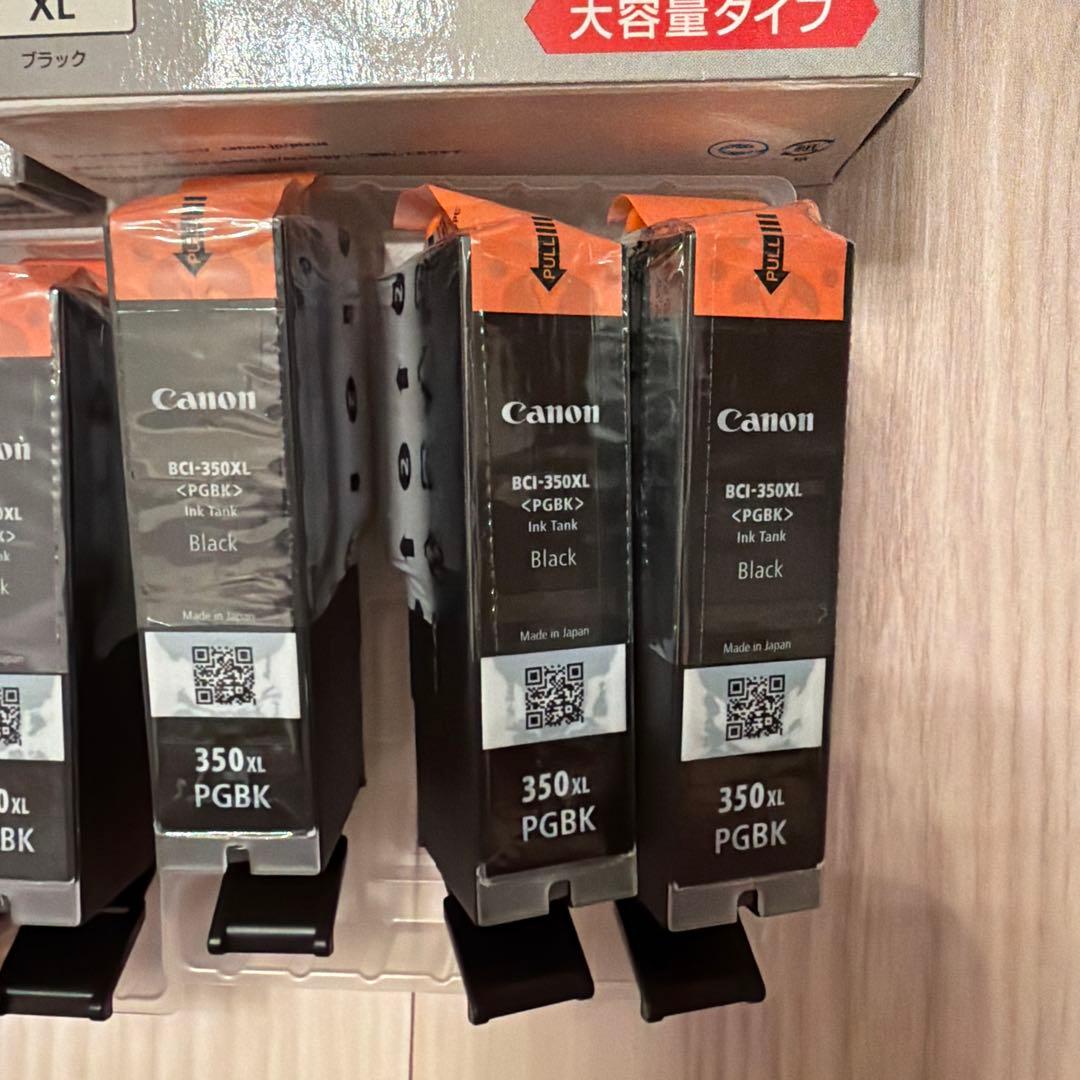 XL
ブラック
大容量タイプ
PULL
Canon
BCI-350XL
<PGBK>
Ink Tank
Black
Made in Japan
350XL
PGBK
PULL
Canon
BCI-350XL
<PGBK>
Ink Tank
Black
Made in Japan
350XL
PGBK
PULL
Canon
BCI-350XL
<PGBK>
Ink Tank
Black
Made in Japan
350XL
PGBK